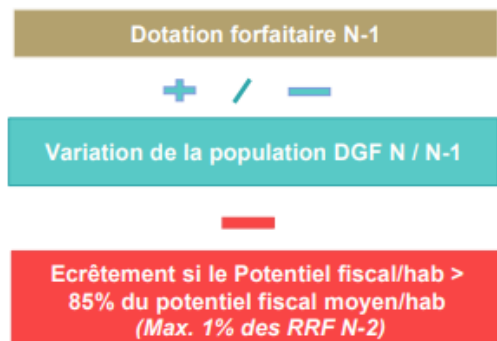 Dotation forfaitaire N-1
+ / –
Variation de la population DGF N / N-1
–
Ecrêtement si le Potentiel fiscal/hab >
85% du potentiel fiscal moyen/hab
(Max. 1% des RRF N-2)